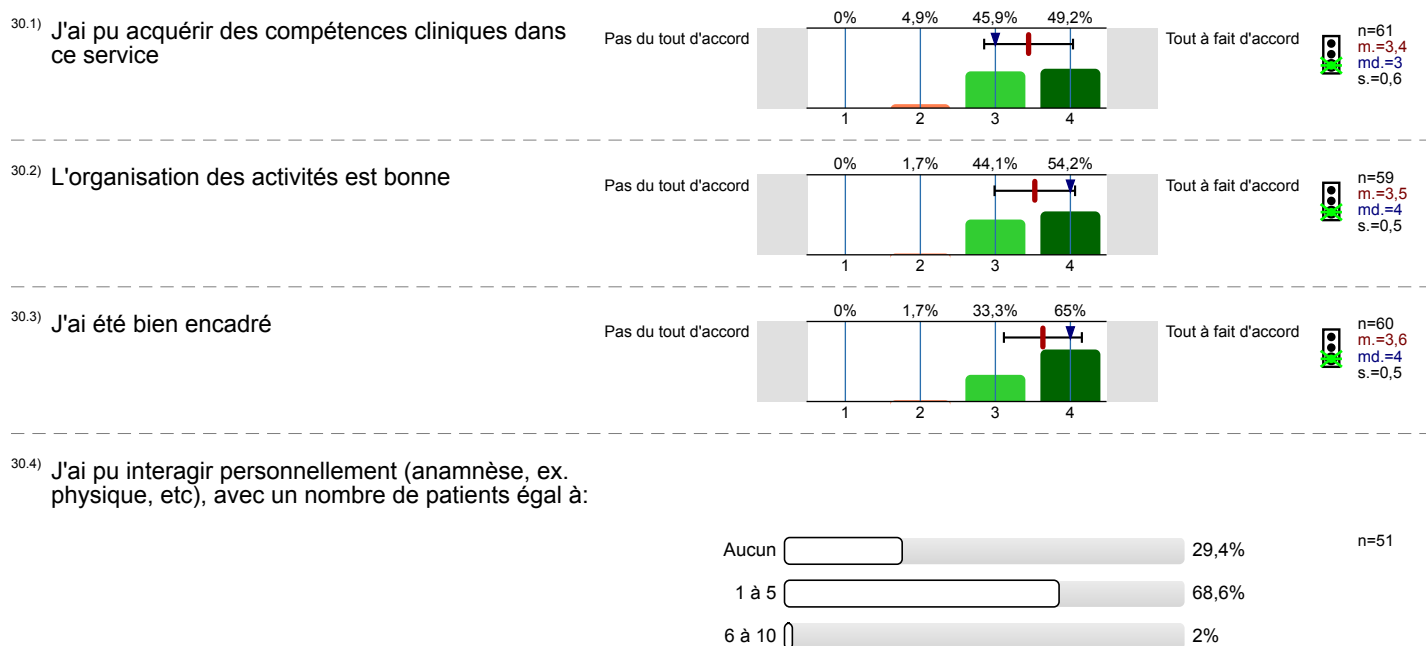 30.1) J'ai pu acquérir des compétences cliniques dans
ce service
Pas du tout d'accord
0% 4,9% 45,9% 49,2%
1 2 3 4
Tout à fait d'accord
n=61
m.=3,4
md.=3
s.=0,6
30.2) L'organisation des activités est bonne
Pas du tout d'accord
0% 1,7% 44,1% 54,2%
1 2 3 4
Tout à fait d'accord
n=59
m.=3,5
md.=4
s.=0,5
30.3) J'ai été bien encadré
Pas du tout d'accord
0% 1,7% 33,3% 65%
1 2 3 4
Tout à fait d'accord
n=60
m.=3,6
md.=4
s.=0,5
30.4) J'ai pu interagir personnellement (anamnèse, ex.
physique, etc), avec un nombre de patients égal à:
Aucun 29,4%
n=51
1 à 5 68,6%
6 à 10 2%